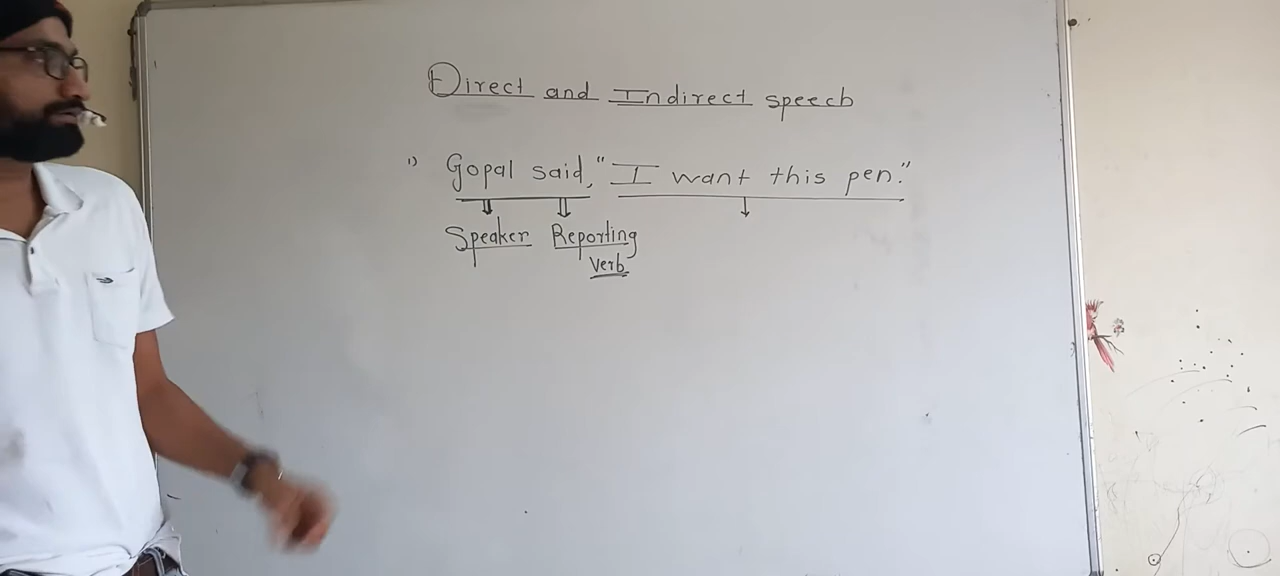 Direct and Indirect speech
1) Gopal said, "I want this pen."
Speaker Reporting
Verb